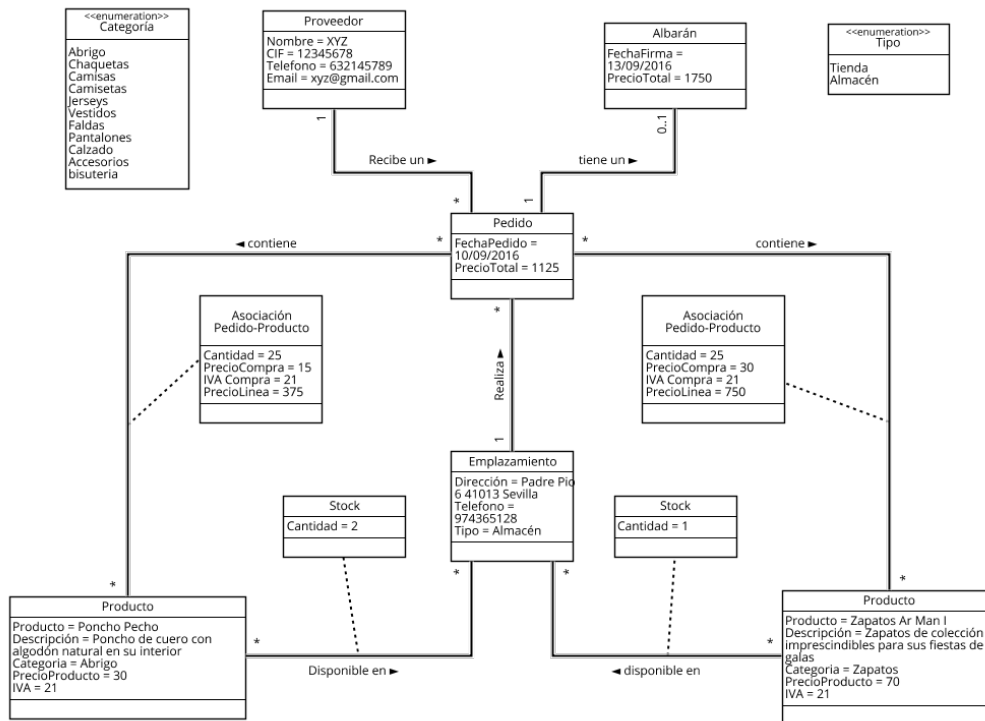 <<enumeration>>
Categoría
Abrigo
Chaquetas
Camisas
Camisetas
Jerseys
Vestidos
Faldas
Pantalones
Calzado
Accesorios
bisuteria
Proveedor
Nombre = XYZ
CIF = 12345678
Telefono = 632145789
Email = xyz@gmail.com
Albarán
FechaFirma =
13/09/2016
PrecioTotal = 1750
<<enumeration>>
Tipo
Tienda
Almacén
1
0..1
Recibe un ►
tiene un ►
*
1
Pedido
FechaPedido =
10/09/2016
PrecioTotal = 1125
◄ contiene
*
*
contiene ►
*
Asociación
Pedido-Producto
Cantidad = 25
PrecioCompra = 15
IVA Compra = 21
PrecioLinea = 375
Realiza ►
Asociación
Pedido-Producto
Cantidad = 25
PrecioCompra = 30
IVA Compra = 21
PrecioLinea = 750
1
Emplazamiento
Dirección = Padre Pio
6 41013 Sevilla
Telefono =
974365128
Tipo = Almacén
Stock
Cantidad = 2
Stock
Cantidad = 1
*
*
*
*
Producto
Producto = Poncho Pecho
Descripción = Poncho de cuero con
algodón natural en su interior
Categoria = Abrigo
PrecioProducto = 30
IVA = 21
*
Disponible en ►
*
◄ disponible en
Producto
Producto = Zapatos Ar Man I
Descripción = Zapatos de colección
imprescindibles para sus fiestas de
galas
Categoria = Zapatos
PrecioProducto = 70
IVA = 21